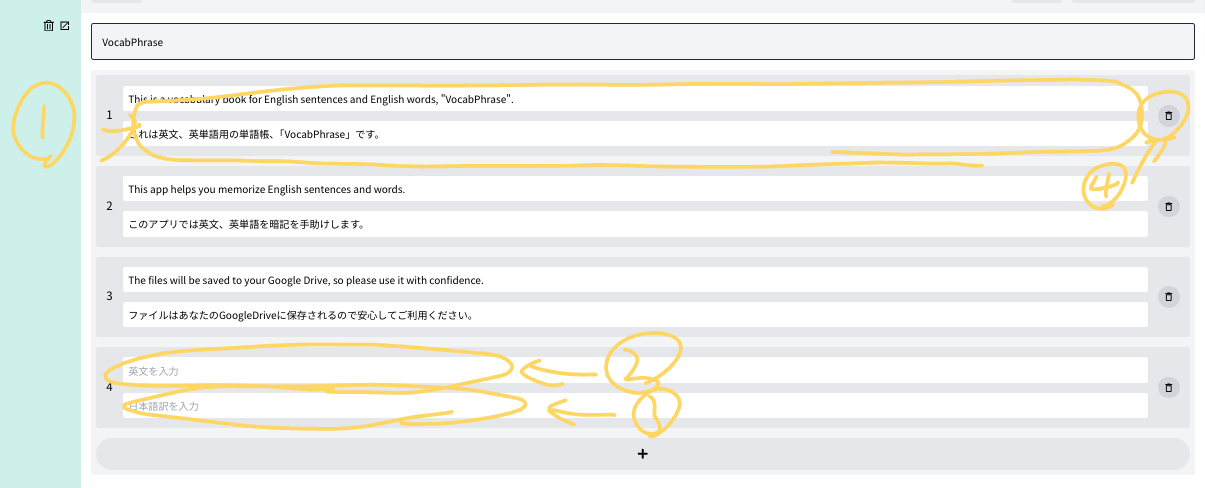 VocabPhrase
1
This is a vocabulary book for English sentences and English words, "VocabPhrase".
1
これは英文、英単語用の単語帳、「VocabPhrase」です。
4
2
This app helps you memorize English sentences and words.
このアプリでは英文、英単語を暗記を手助けします。
3
The files will be saved to your Google Drive, so please use it with confidence.
ファイルはあなたのGoogleDriveに保存されるので安心してご利用ください。
2
英文を入力
4
日本語訳を入力
+